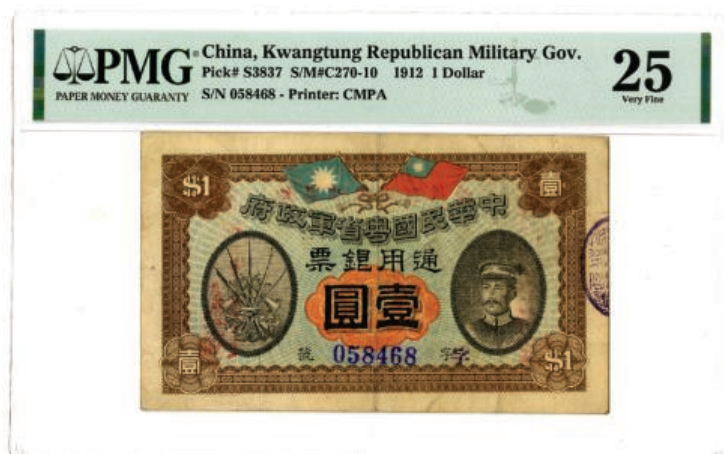 PMG
PAPER MONEY GUARANTY
China, Kwangtung Republican Military Gov.
Pick# S3837 S/M#C270-10 1912 1 Dollar
S/N 058468 - Printer: CMPA
25
Very Fine
$1
壹
府政軍省粵國民華中
票銀用通
圓壹
號 058468 字
壹
$1